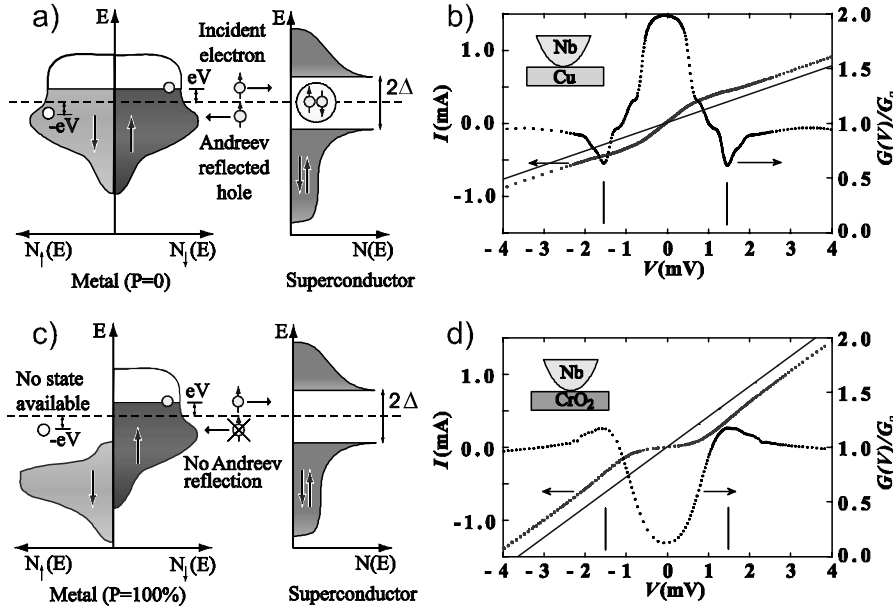 a)
E
E
Incident
electron
eV
-eV
2Δ
Andreev
reflected
hole
N↑(E)
N↓(E)
N(E)
Metal (P=0)
Superconductor
b)
Nb
Cu
I (mA)
1.0
0.0
-1.0
2.0
1.5
1.0
0.5
0.0
G(V)/Gn
-4 -3 -2 -1 0 1 2 3 4
V(mV)
c)
E
E
No state
available
eV
-eV
2Δ
No Andreev
reflection
N↑(E)
N↓(E)
N(E)
Metal (P=100%)
Superconductor
d)
Nb
CrO2
I (mA)
1.0
0.0
-1.0
2.0
1.5
1.0
0.5
0.0
G(V)/Gn
-4 -3 -2 -1 0 1 2 3 4
V(mV)